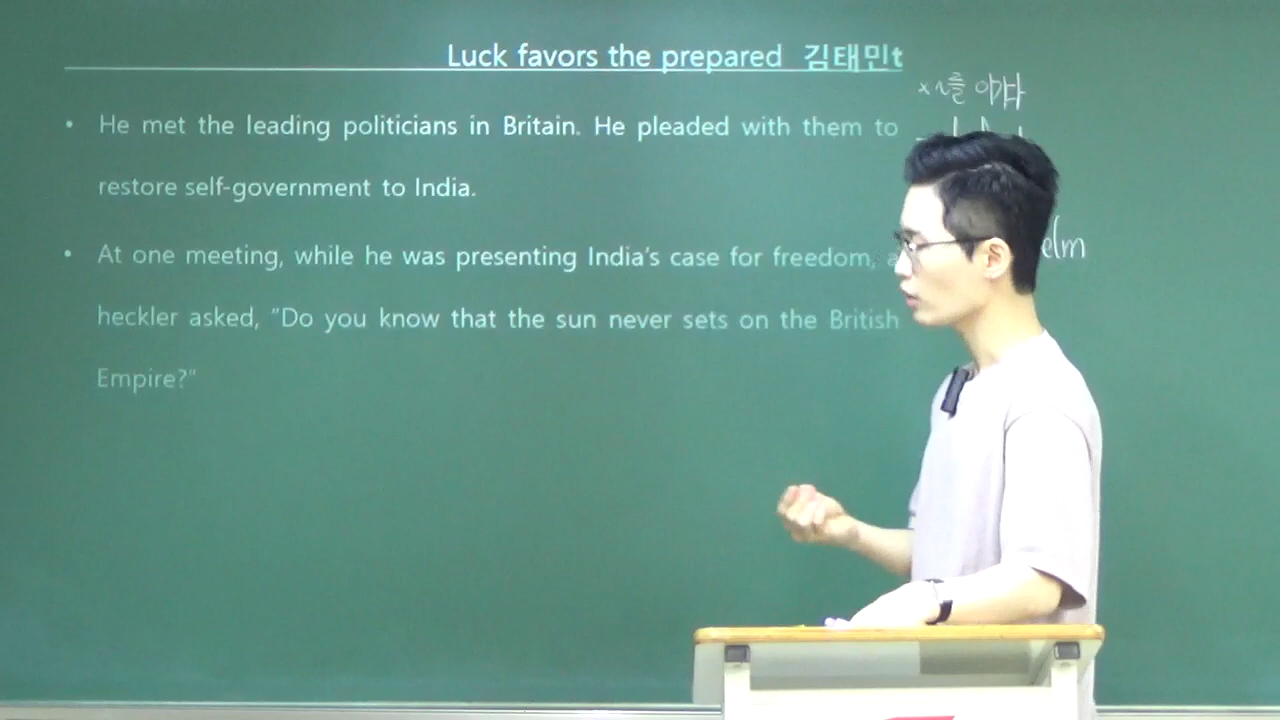 Luck favors the prepared 김태민t
• He met the leading politicians in Britain. He pleaded with them to
restore self-government to India.
• At one meeting, while he was presenting India's case for freedom, a
heckler asked, "Do you know that the sun never sets on the British
Empire?"
elm